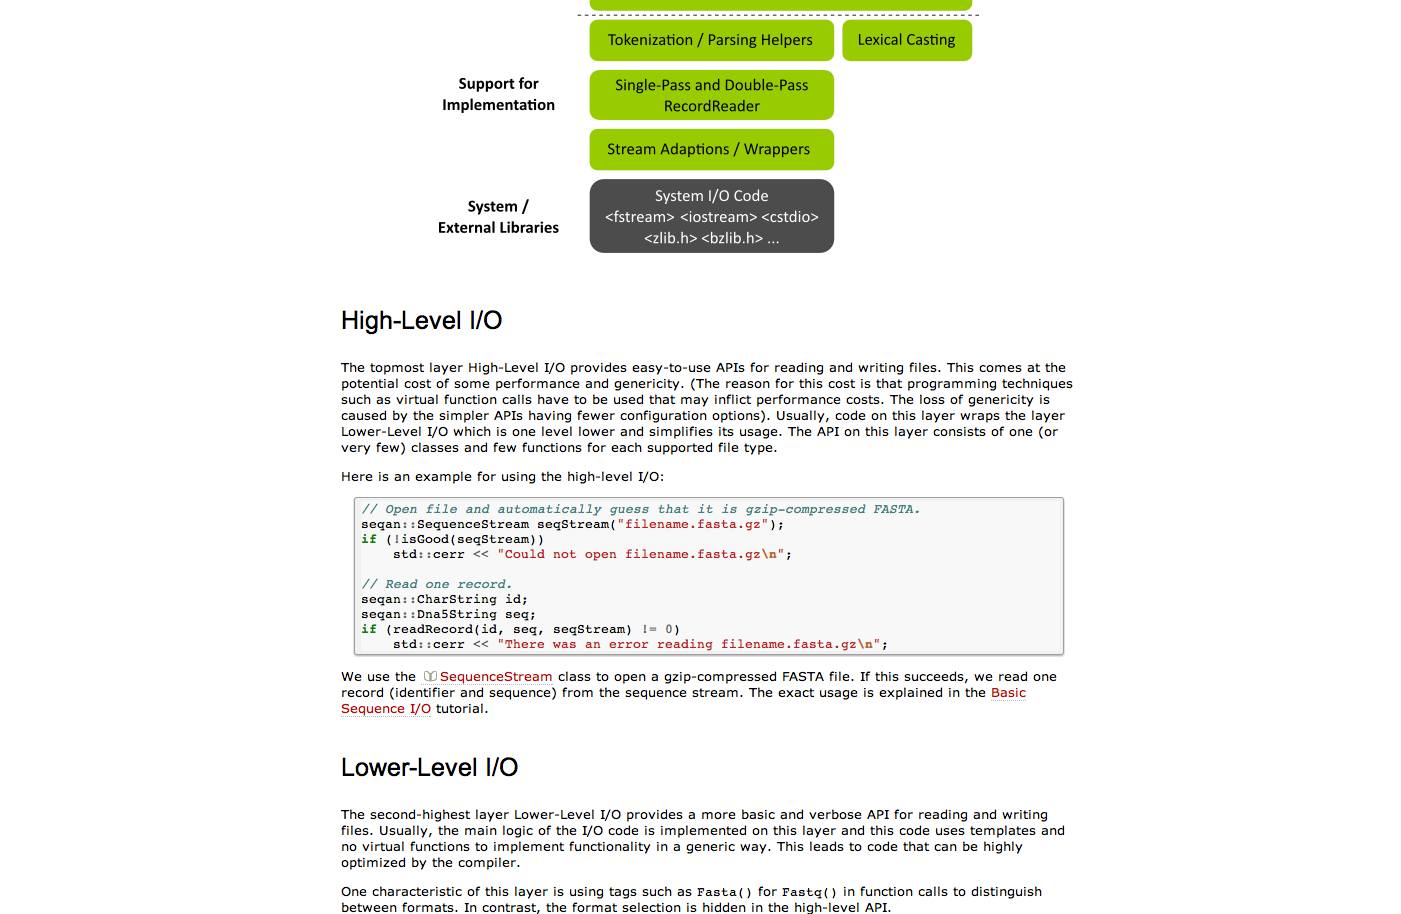 Tokenization / Parsing Helpers
Lexical Casting
Support for
Implementation
Single-Pass and Double-Pass
RecordReader
Stream Adaptions / Wrappers
System /
External Libraries
System I/O Code
<fstream> <iostream> <cstdio>
<zlib.h> <bzlib.h> ...
High-Level I/O
The topmost layer High-Level I/O provides easy-to-use APIs for reading and writing files. This comes at the
potential cost of some performance and genericity. (The reason for this cost is that programming techniques
such as virtual function calls have to be used that may inflict performance costs. The loss of genericity is
caused by the simpler APIs having fewer configuration options). Usually, code on this layer wraps the layer
Lower-Level I/O which is one level lower and simplifies its usage. The API on this layer consists of one (or
very few) classes and few functions for each supported file type.
Here is an example for using the high-level I/O:
// Open file and automatically guess that it is gzip-compressed FASTA.
seqan::SequenceStream seqStream("filename.fasta.gz");
if (!isGood(seqStream))
    std::cerr << "Could not open filename.fasta.gz\n";
// Read one record.
seqan::CharString id;
seqan::Dna5String seq;
if (readRecord(id, seq, seqStream) != 0)
    std::cerr << "There was an error reading filename.fasta.gz\n";
We use the SequenceStream class to open a gzip-compressed FASTA file. If this succeeds, we read one
record (identifier and sequence) from the sequence stream. The exact usage is explained in the Basic
Sequence I/O tutorial.
Lower-Level I/O
The second-highest layer Lower-Level I/O provides a more basic and verbose API for reading and writing
files. Usually, the main logic of the I/O code is implemented on this layer and this code uses templates and
no virtual functions to implement functionality in a generic way. This leads to code that can be highly
optimized by the compiler.
One characteristic of this layer is using tags such as Fasta() for Fastq() in function calls to distinguish
between formats. In contrast, the format selection is hidden in the high-level API.